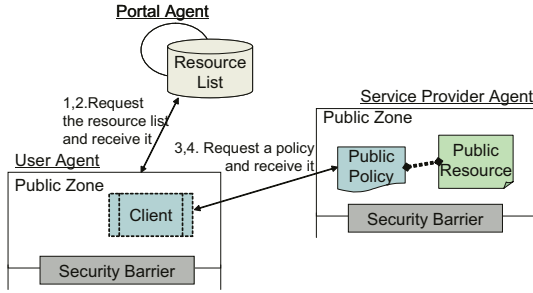 Portal Agent
Resource
List
1,2.Request
the resource list
and receive it
Service Provider Agent
Public Zone
3,4. Request a policy
and receive it
Public
Policy
Public
Resource
User Agent
Public Zone
Client
Security Barrier
Security Barrier